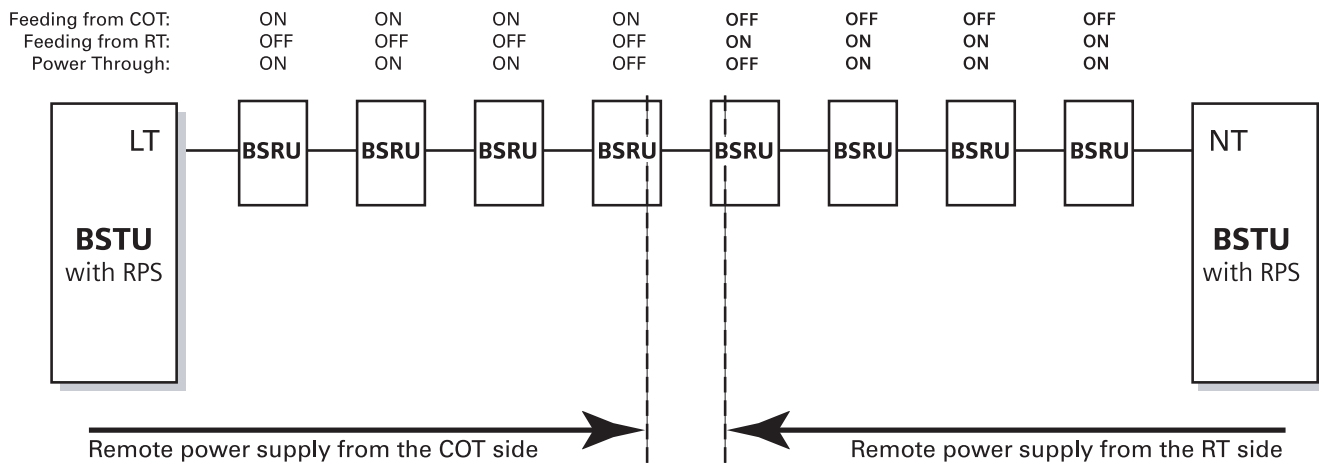 Feeding from COT: ON ON ON ON OFF OFF OFF OFF
Feeding from RT: OFF OFF OFF OFF ON ON ON ON
Power Through: ON ON ON OFF OFF ON ON ON
LT BSRU BSRU BSRU BSRU BSRU BSRU BSRU BSRU NT
BSTU BSTU
with RPS with RPS
Remote power supply from the COT side Remote power supply from the RT side